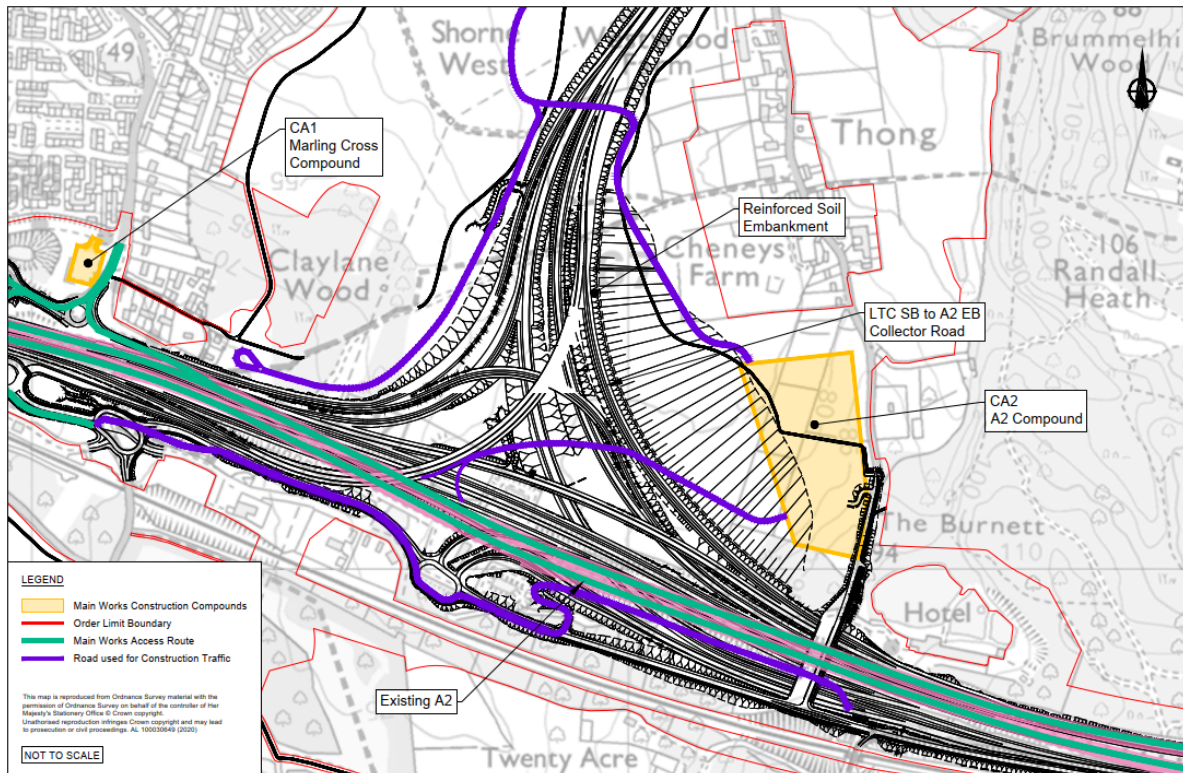 49
Shorne
West
Farm
88
Brummelhi
Wood
CA1
Marling Cross
Compound
Thong
Reinforced Soil
Embankment
Claylane
Wood
Cheneys
Farm
106
Randall
Heath
LTC SB to A2 EB
Collector Road
CA2
A2 Compound
The Burnett
94
Hotel
LEGEND
Main Works Construction Compounds
Order Limit Boundary
Main Works Access Route
Road used for Construction Traffic
This map is reproduced from Ordnance Survey material with the
permission of Ordnance Survey on behalf of the controller of Her
Majesty's Stationery Office © Crown copyright.
Unauthorised reproduction infringes Crown copyright and may lead
to prosecution or civil proceedings. AL 100030649 (2020)
NOT TO SCALE
Existing A2
Twenty Acre